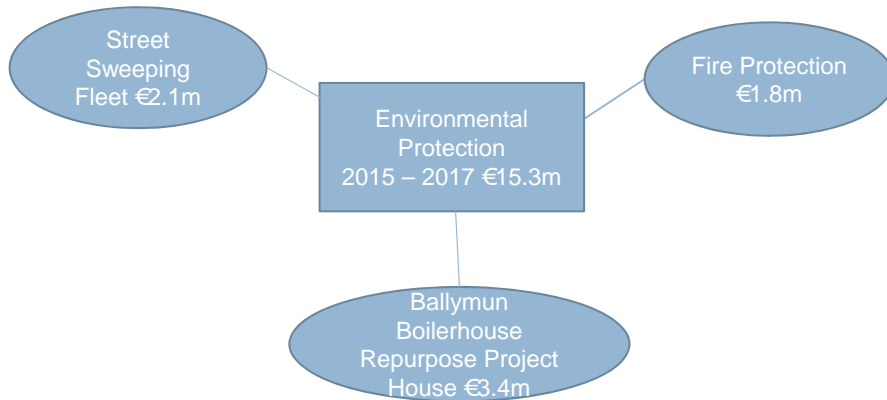 Street
Sweeping
Fleet €2.1m
Fire Protection
€1.8m
Environmental
Protection
2015 – 2017 €15.3m
Ballymun
Boilerhouse
Repurpose Project
House €3.4m